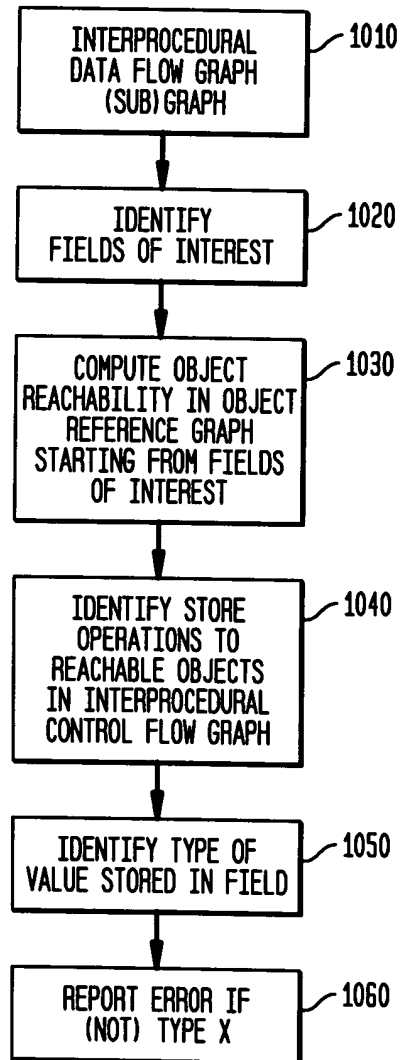 INTERPROCEDURAL
DATA FLOW GRAPH
(SUB)GRAPH
1010
IDENTIFY
FIELDS OF INTEREST
1020
COMPUTE OBJECT
REACHABILITY IN OBJECT
REFERENCE GRAPH
STARTING FROM FIELDS
OF INTEREST
1030
IDENTIFY STORE
OPERATIONS TO
REACHABLE OBJECTS
IN INTERPROCEDURAL
CONTROL FLOW GRAPH
1040
IDENTIFY TYPE OF
VALUE STORED IN FIELD
1050
REPORT ERROR IF
(NOT) TYPE X
1060